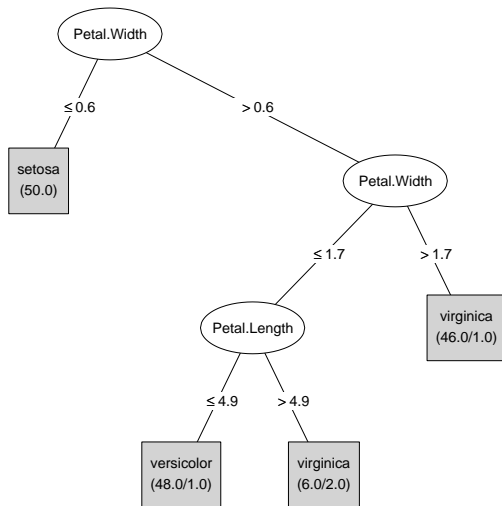 Petal.Width
≤ 0.6
> 0.6
setosa
(50.0)
Petal.Width
≤ 1.7
> 1.7
Petal.Length
virginica
(46.0/1.0)
≤ 4.9
> 4.9
versicolor
(48.0/1.0)
virginica
(6.0/2.0)